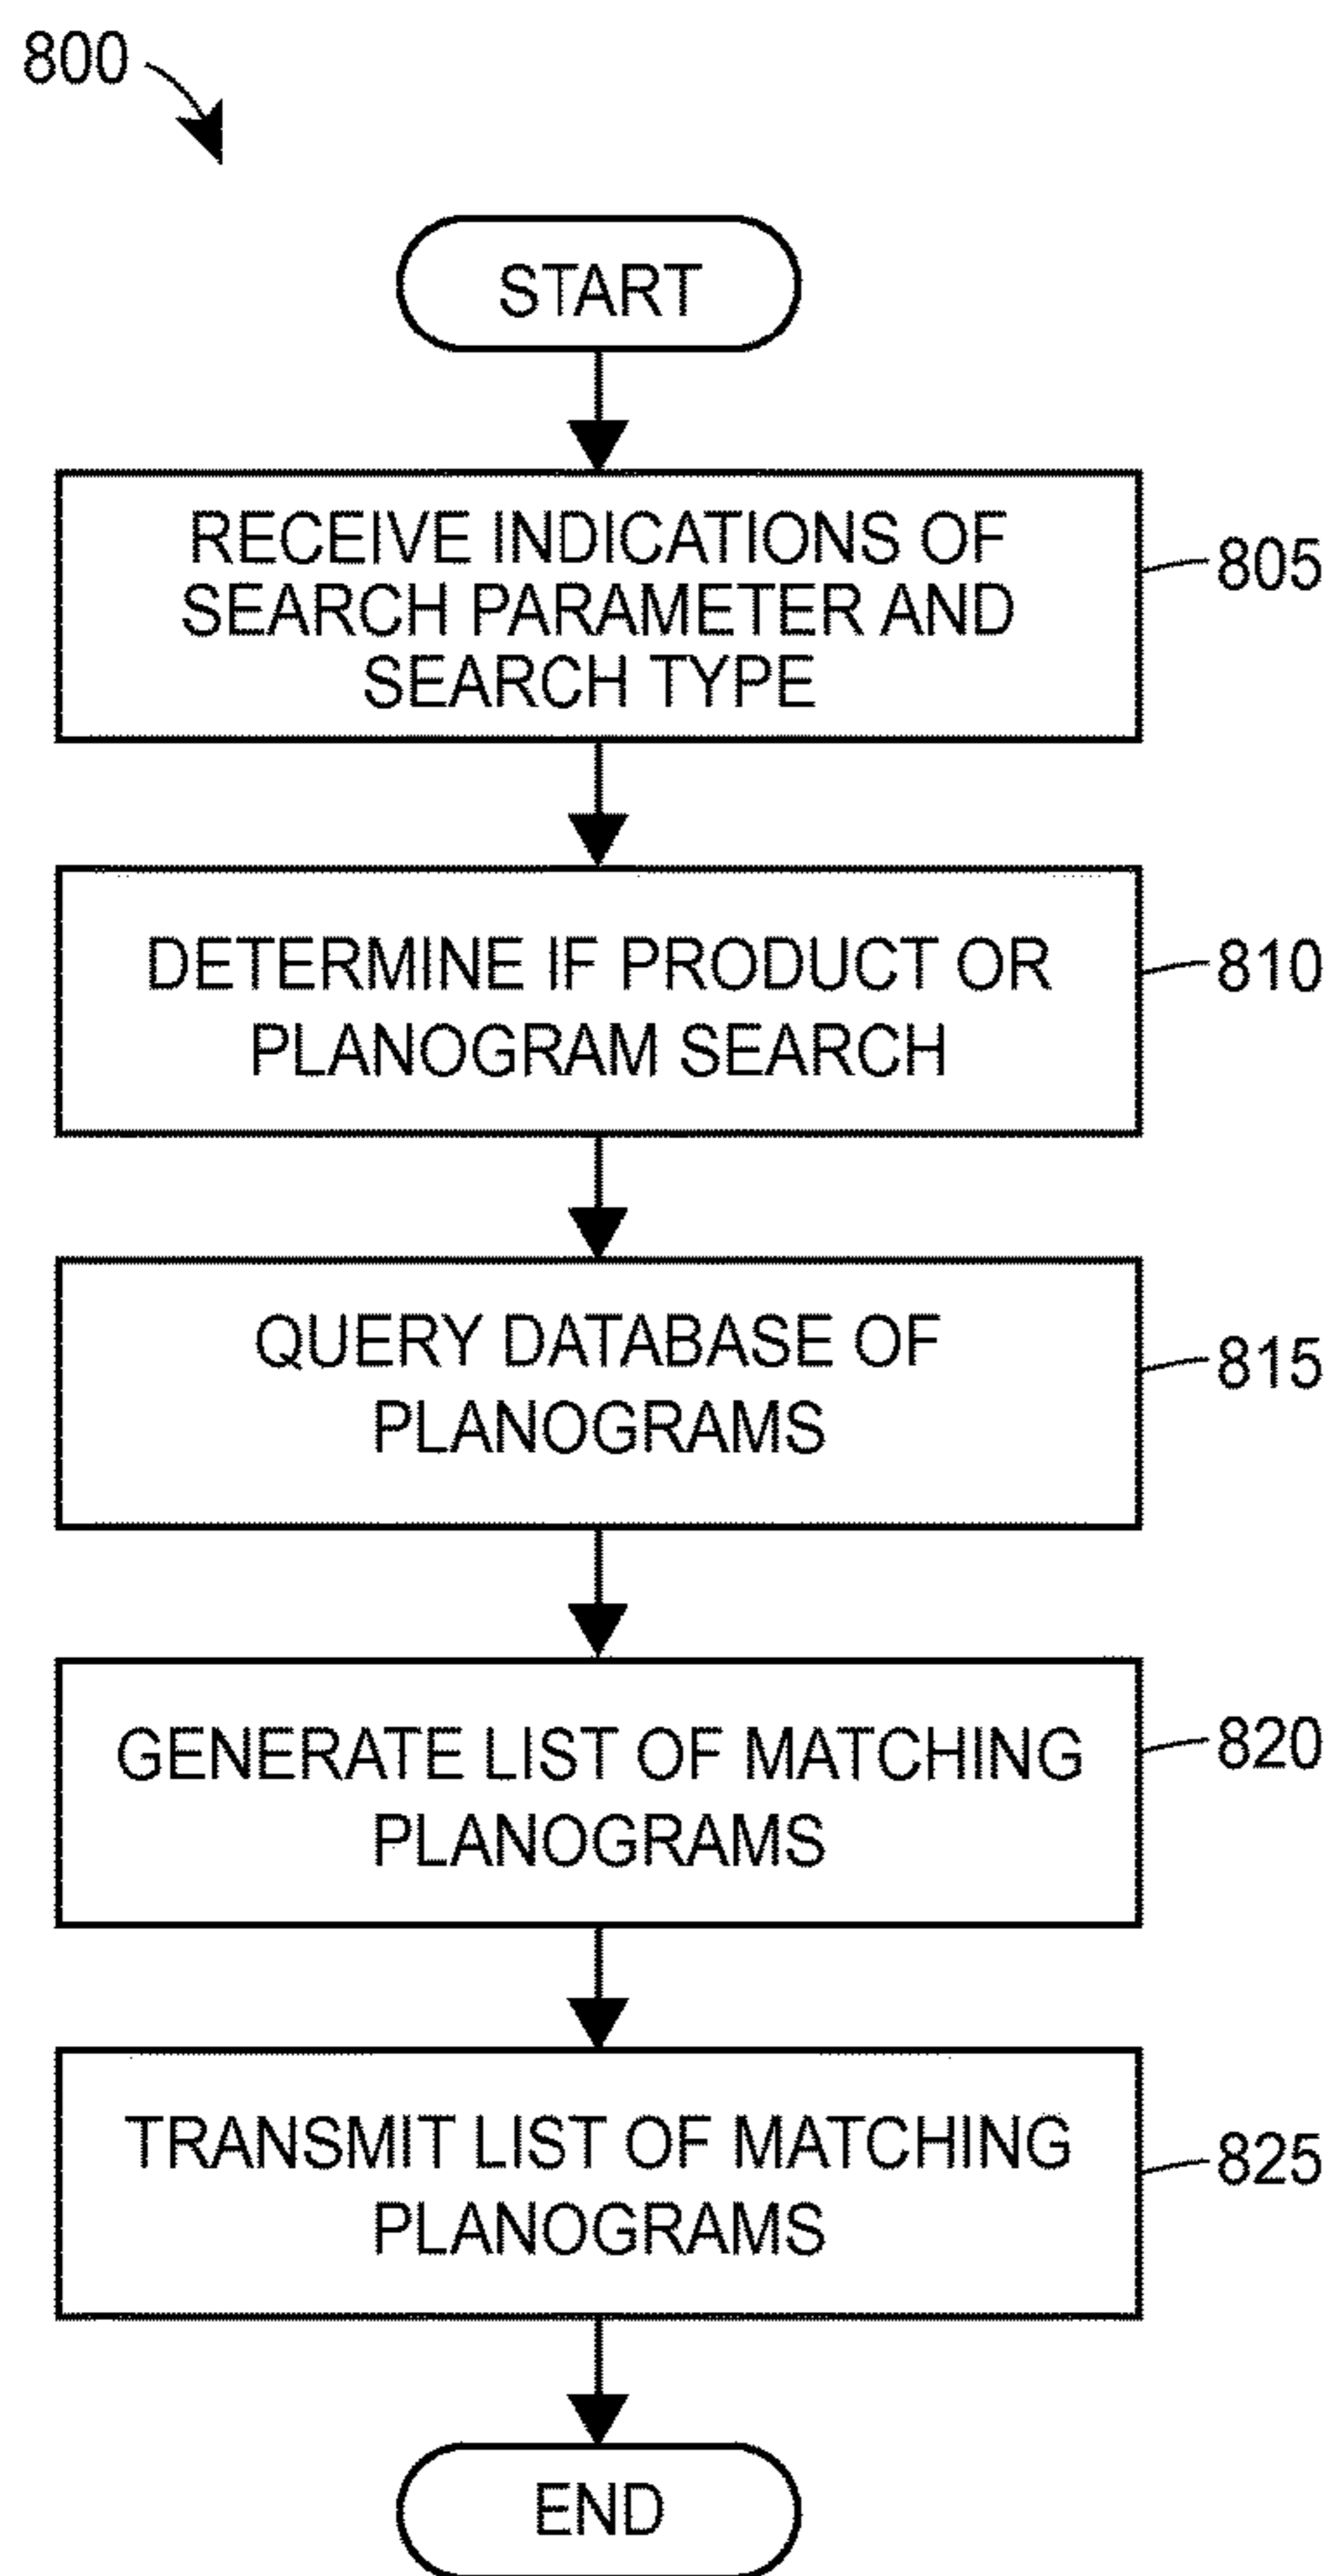 800
START
RECEIVE INDICATIONS OF
SEARCH PARAMETER AND
SEARCH TYPE
805
DETERMINE IF PRODUCT OR
PLANOGRAM SEARCH
810
QUERY DATABASE OF
PLANOGRAMS
815
GENERATE LIST OF MATCHING
PLANOGRAMS
820
TRANSMIT LIST OF MATCHING
PLANOGRAMS
825
END